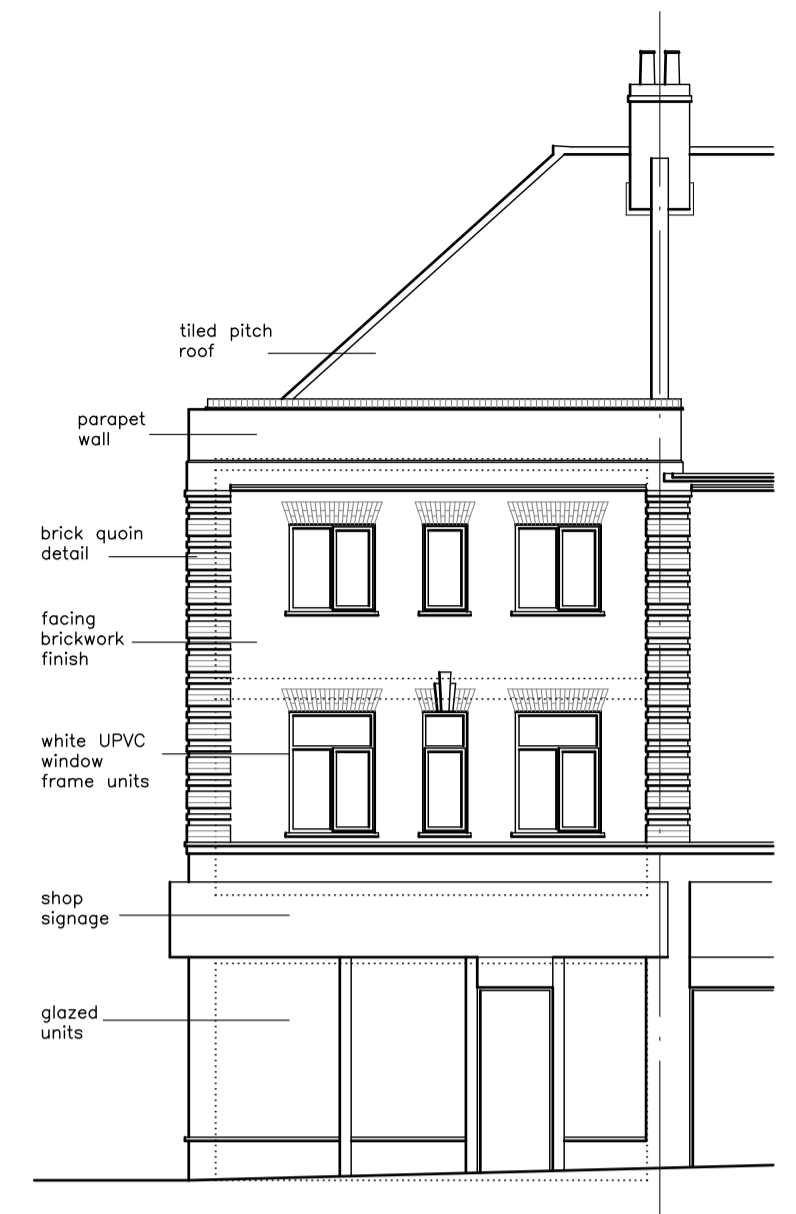 tiled pitch
roof
parapet
wall
brick quoin
detail
facing
brickwork
finish
white UPVC
window
frame units
shop
signage
glazed
units